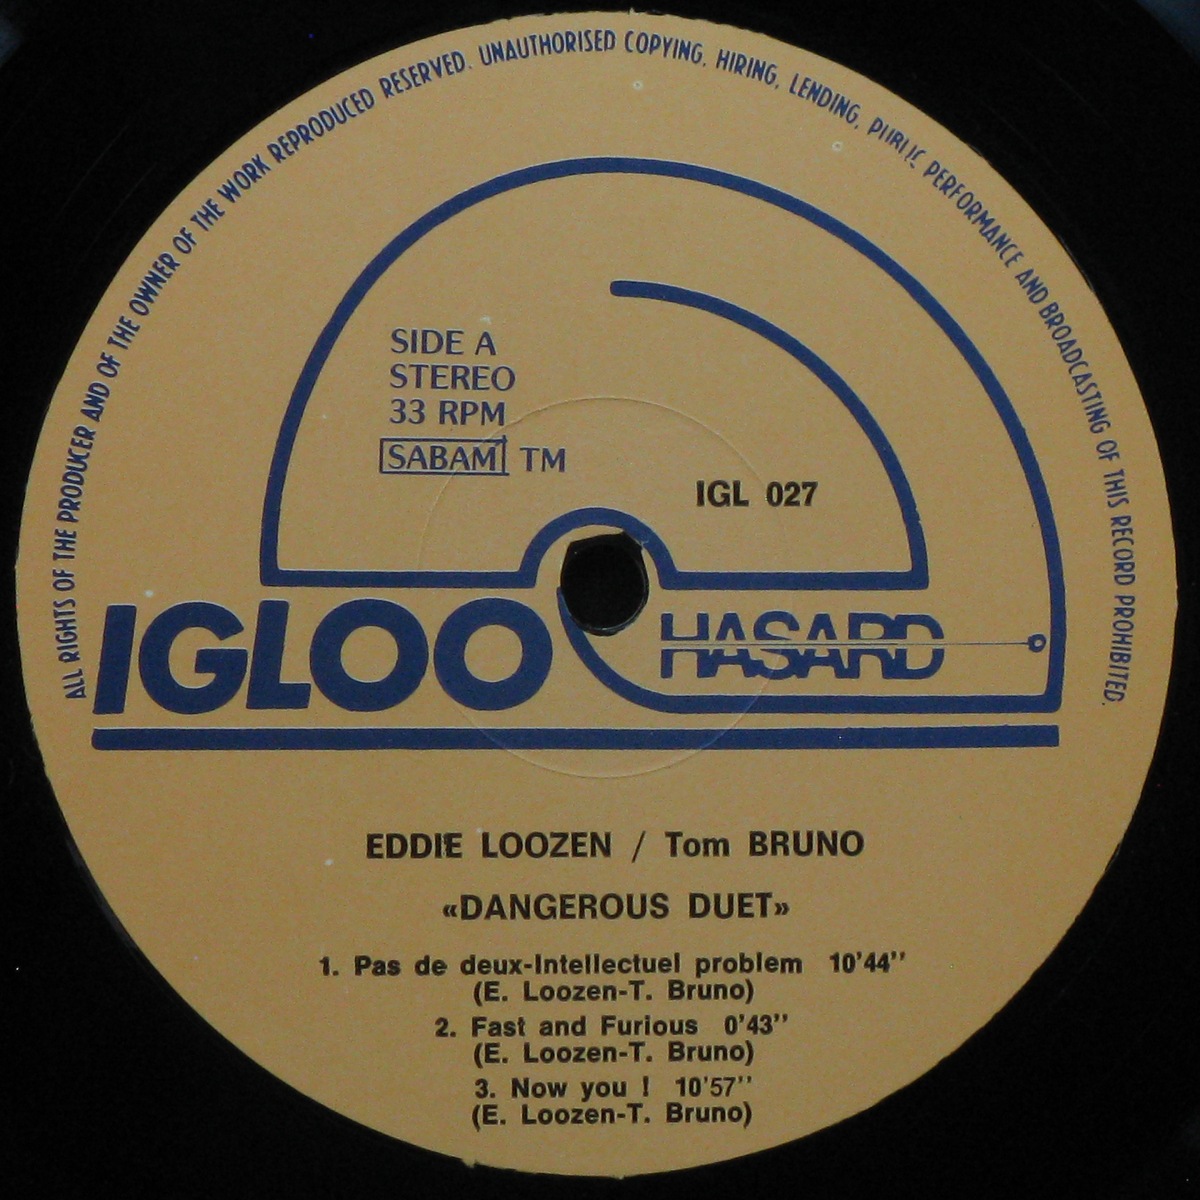 ALL RIGHTS OF THE PRODUCER AND OF THE OWNER OF THE WORK REPRODUCED RESERVED. UNAUTHORISED COPYING, HIRING, LENDING, PUBLIC PERFORMANCE AND BROADCASTING OF THIS RECORD PROHIBITED.
SIDE A
STEREO
33 RPM
SABAM TM
IGL 027
IGLOO HASARD
EDDIE LOOZEN / Tom BRUNO
«DANGEROUS DUET»
1. Pas de deux-Intellectuel problem 10'44''
(E. Loozen-T. Bruno)
2. Fast and Furious 0'43''
(E. Loozen-T. Bruno)
3. Now you ! 10'57''
(E. Loozen-T. Bruno)